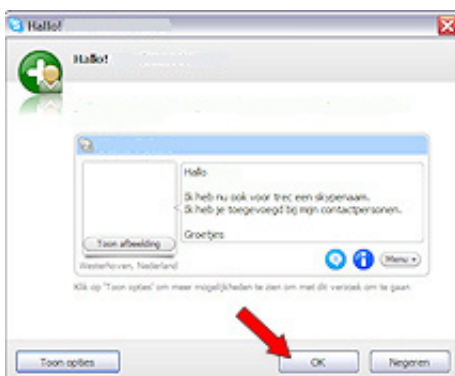 Hallo!
Hallo!
Hallo
Ik heb nu ook voor trec een skypenaam.
Ik heb je toegevoegd bij mijn contactpersonen.
Groetjes
Toon afbeelding
Westerhoven, Nederland
Menu
Klik op 'Toon opties' om meer mogelijkheden te zien om met dit verzoek om te gaan
Toon opties
OK
Negeren